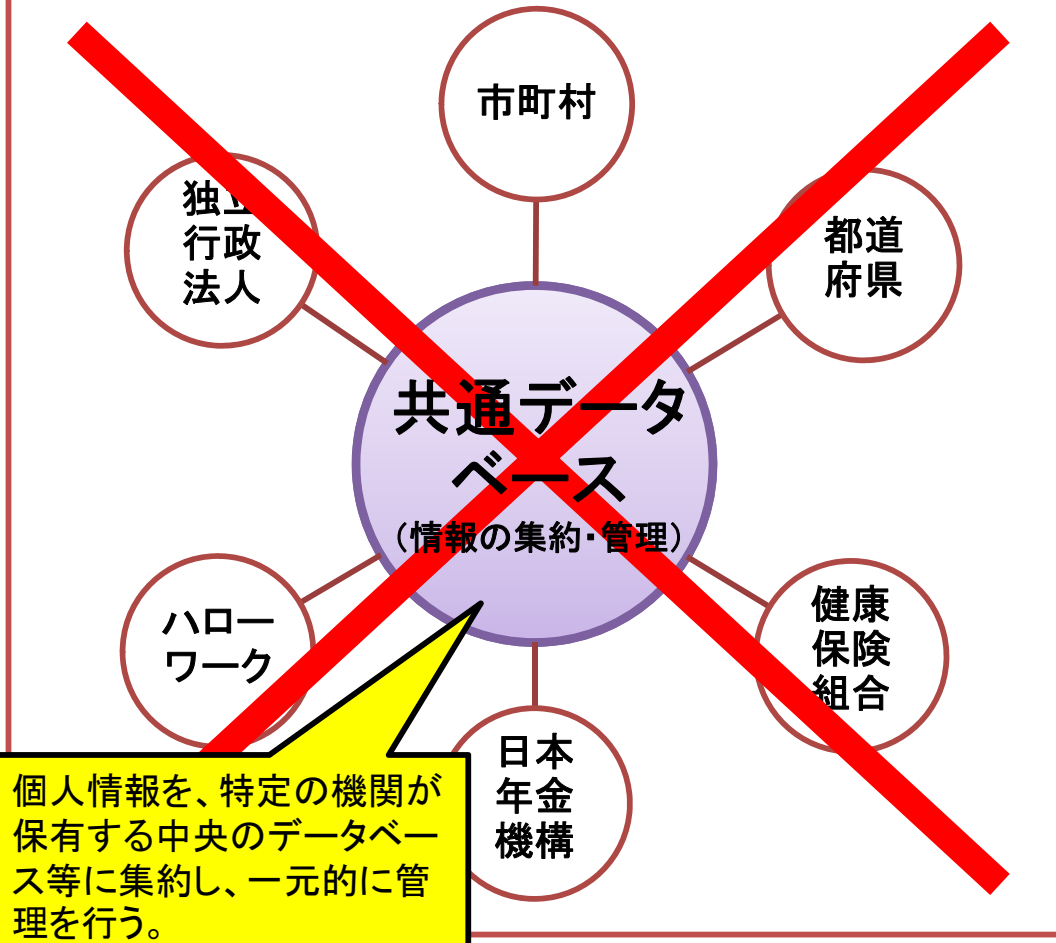 市町村
独立
行政
法人
都道
府県
共通データ
ベース
（情報の集約・管理）
ハロー
ワーク
健康
保険
組合
日本
年金
機構
個人情報を、特定の機関が
保有する中央のデータベー
ス等に集約し、一元的に管
理を行う。